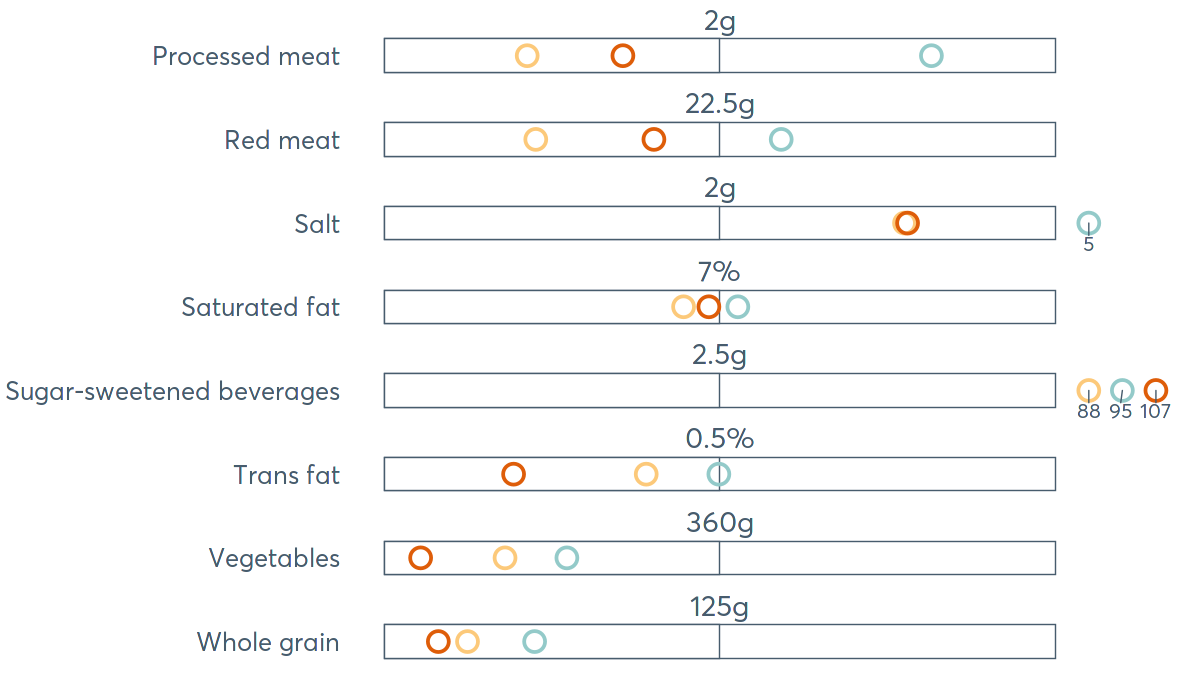 2g
Processed meat
22.5g
Red meat
2g
Salt
5
7%
Saturated fat
2.5g
Sugar-sweetened beverages
88 95 107
0.5%
Trans fat
360g
Vegetables
125g
Whole grain